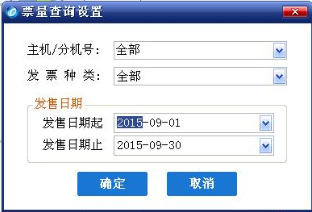 票量查询设置
主机/分机号： 全部
发 票 种 类： 全部
发售日期
发售日期起 2015-09-01
发售日期止 2015-09-30
确定 取消